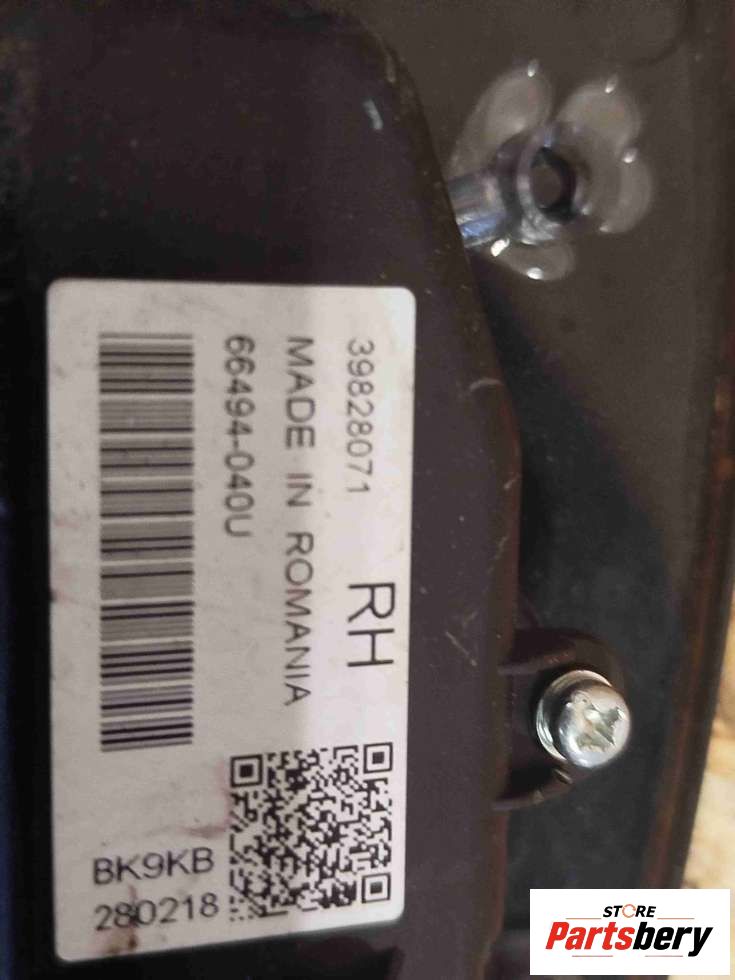 39828071
RH
MADE IN ROMANIA
66494-040U
BK9KB
280218
STORE
Partsbery